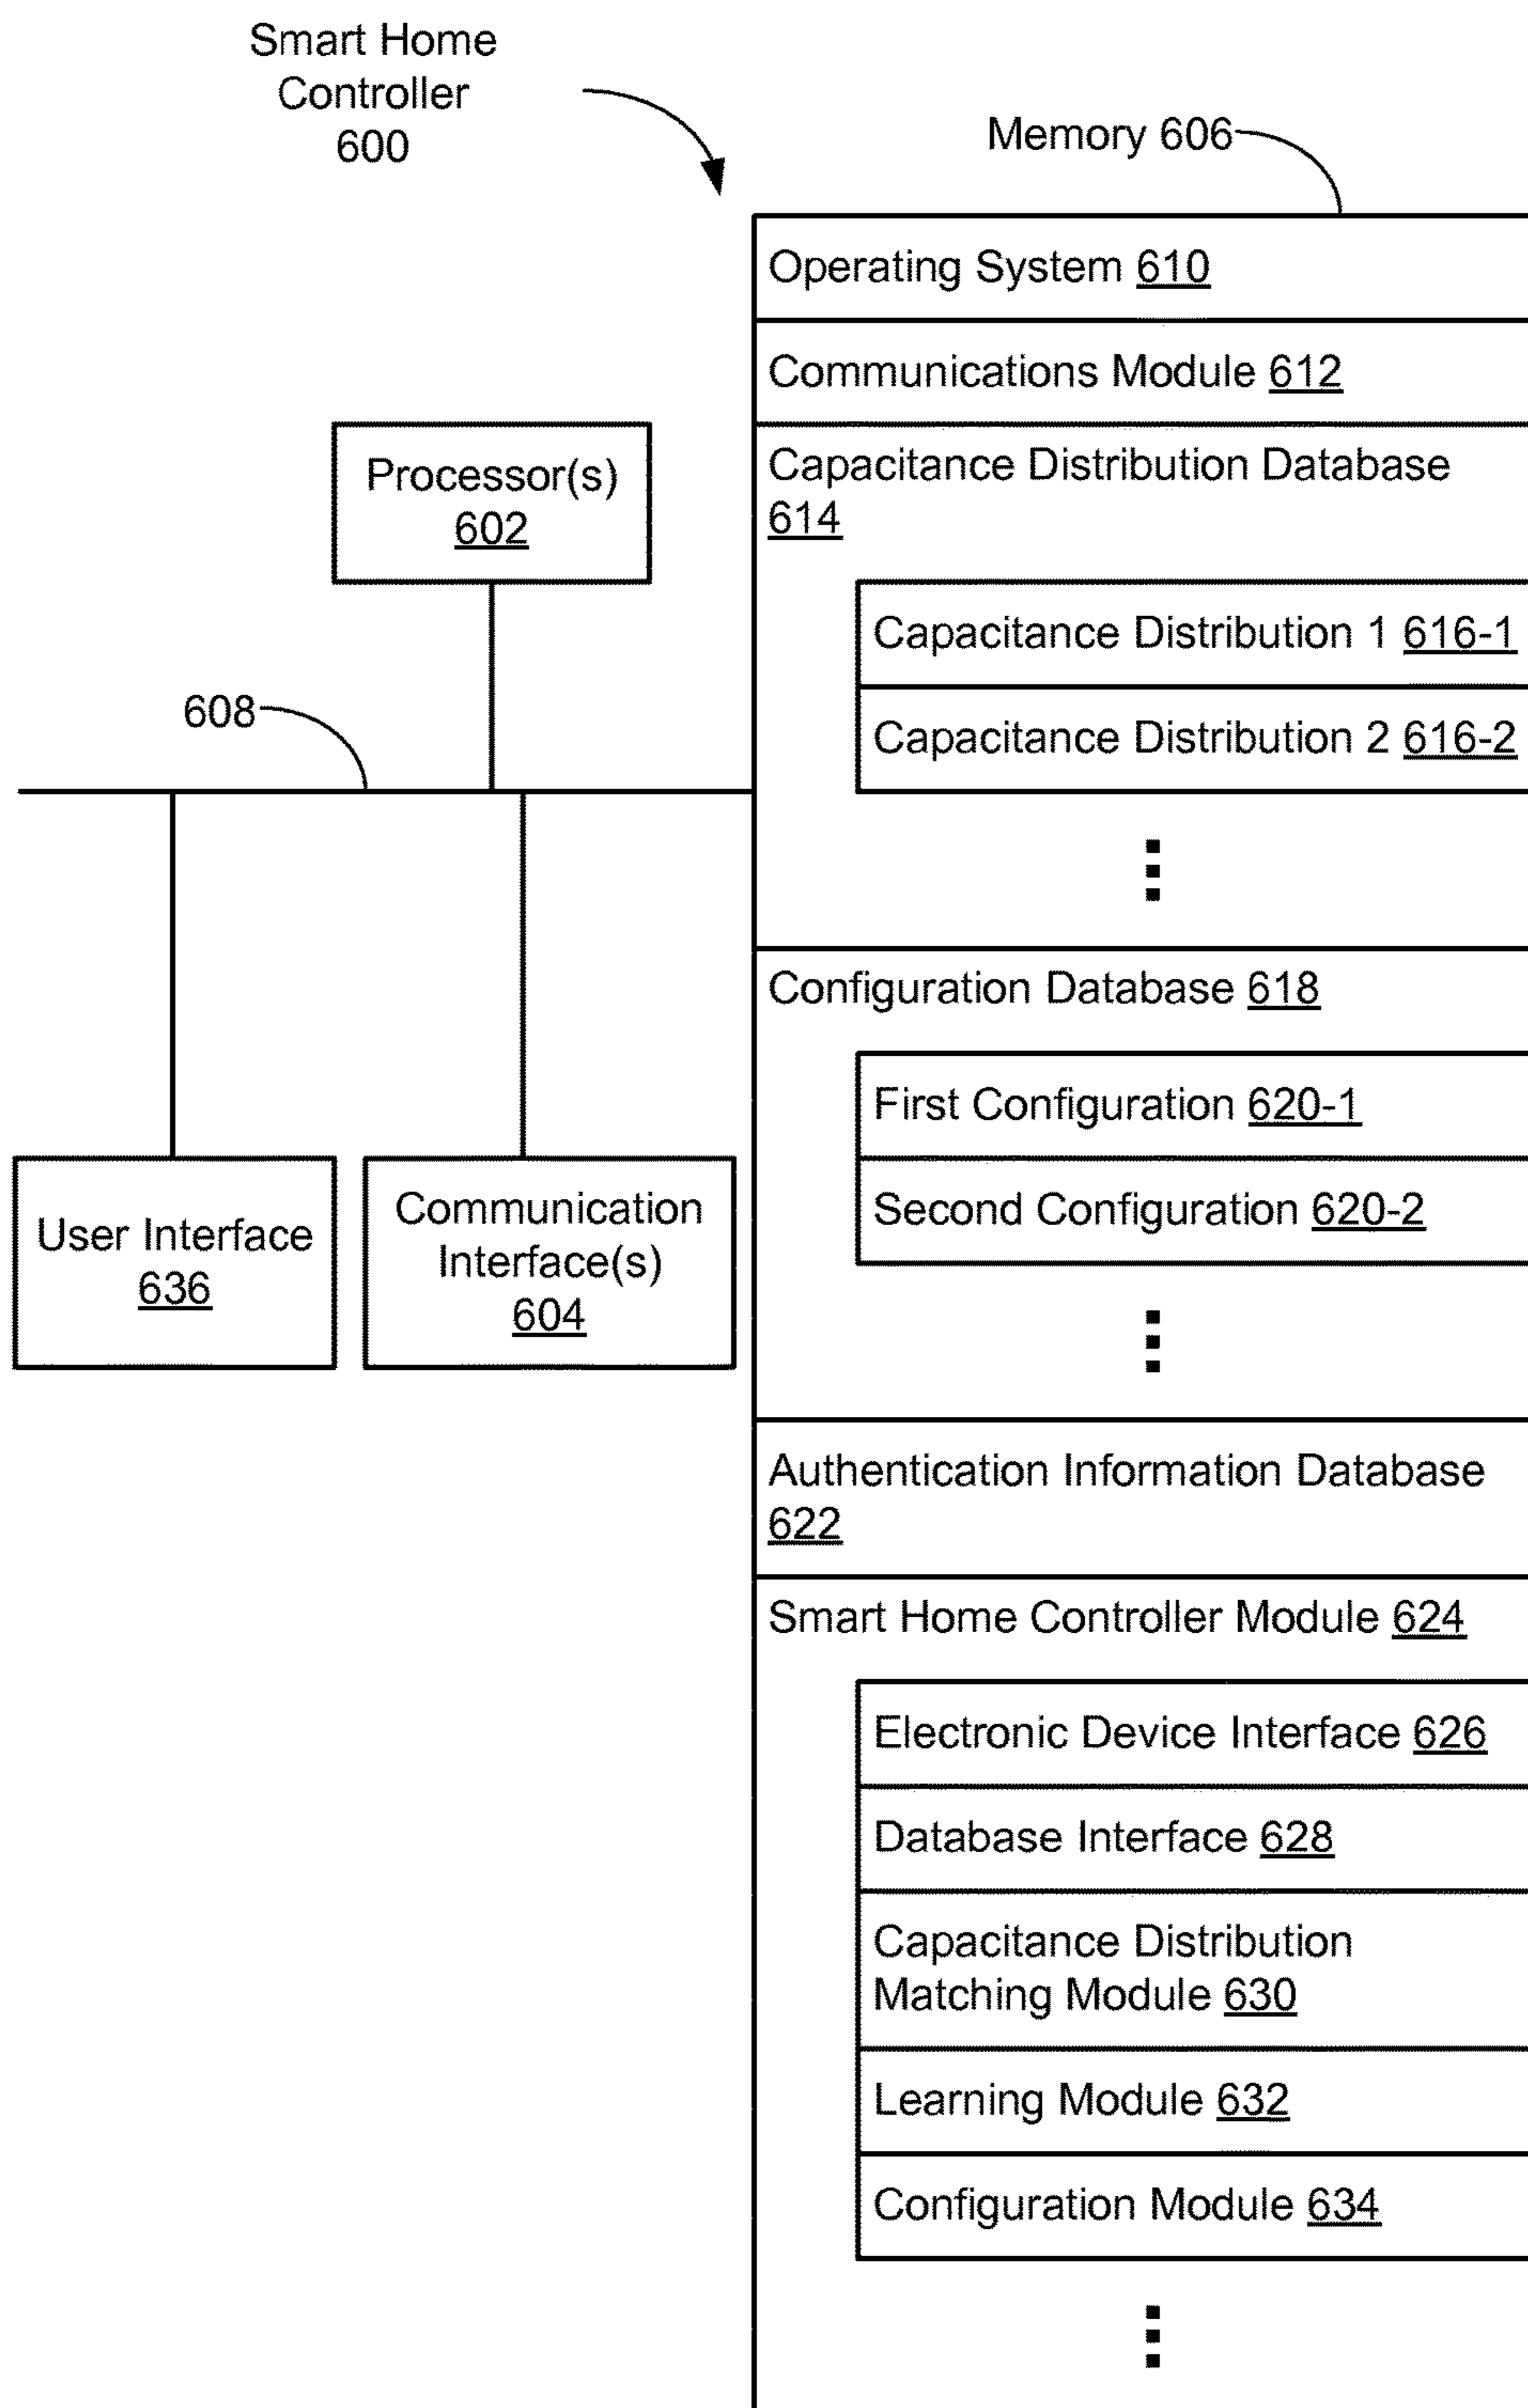 Smart Home
Controller
600
Memory 606
Operating System 610
Communications Module 612
Capacitance Distribution Database
614
Capacitance Distribution 1 616-1
Capacitance Distribution 2 616-2
Processor(s)
602
608
User Interface
636
Communication
Interface(s)
604
Configuration Database 618
First Configuration 620-1
Second Configuration 620-2
Authentication Information Database
622
Smart Home Controller Module 624
Electronic Device Interface 626
Database Interface 628
Capacitance Distribution
Matching Module 630
Learning Module 632
Configuration Module 634